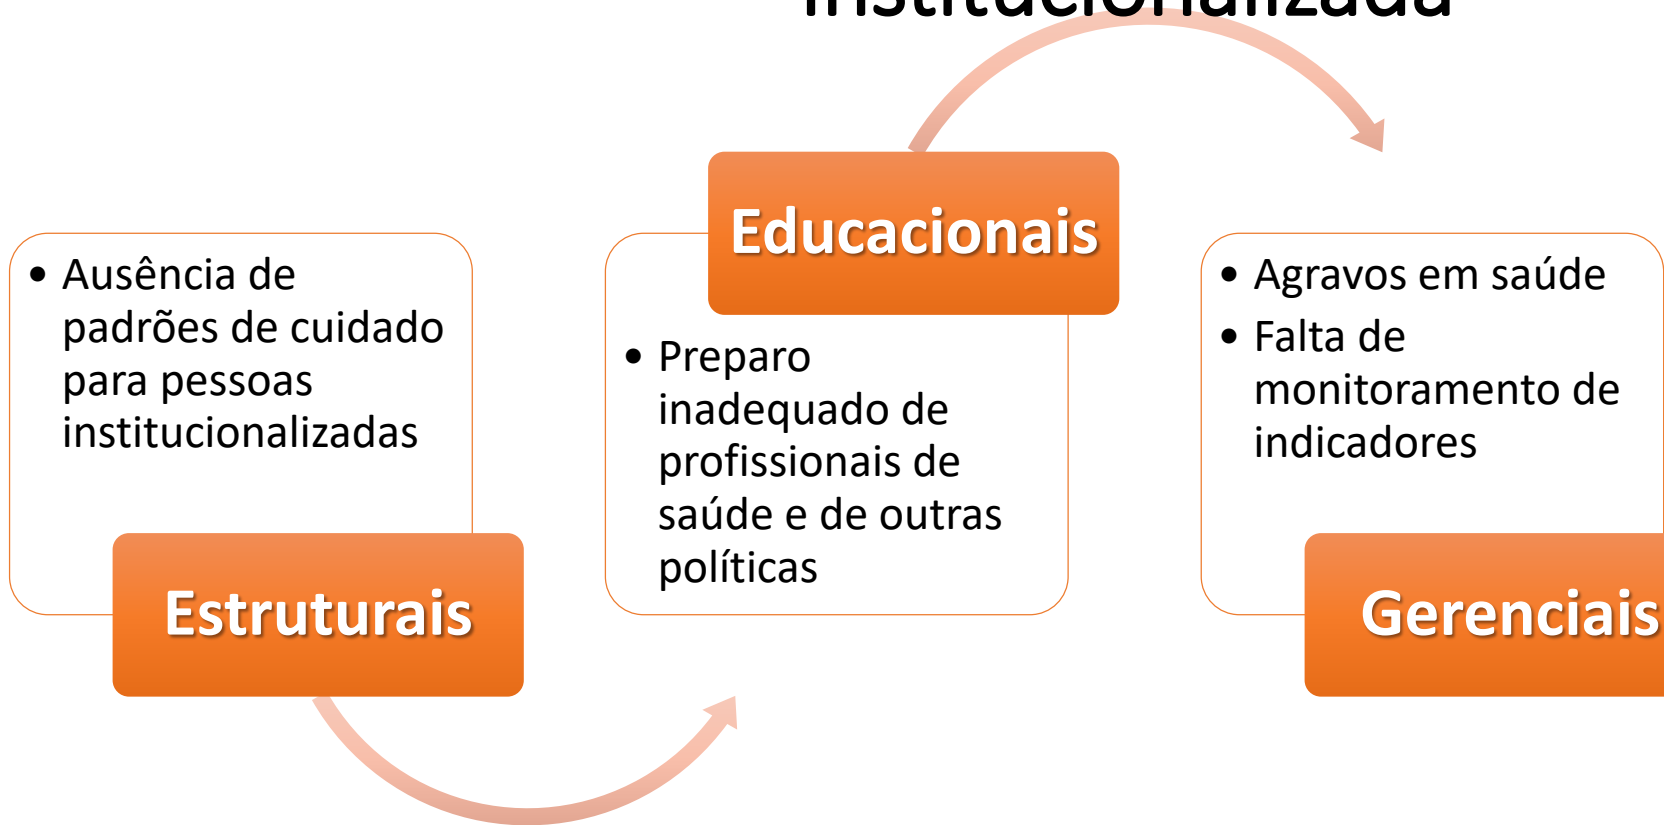 institucionalizada
• Ausência de
padrões de cuidado
para pessoas
institucionalizadas
Estruturais
Educacionais
• Preparo
inadequado de
profissionais de
saúde e de outras
políticas
• Agravos em saúde
• Falta de
monitoramento de
indicadores
Gerenciais